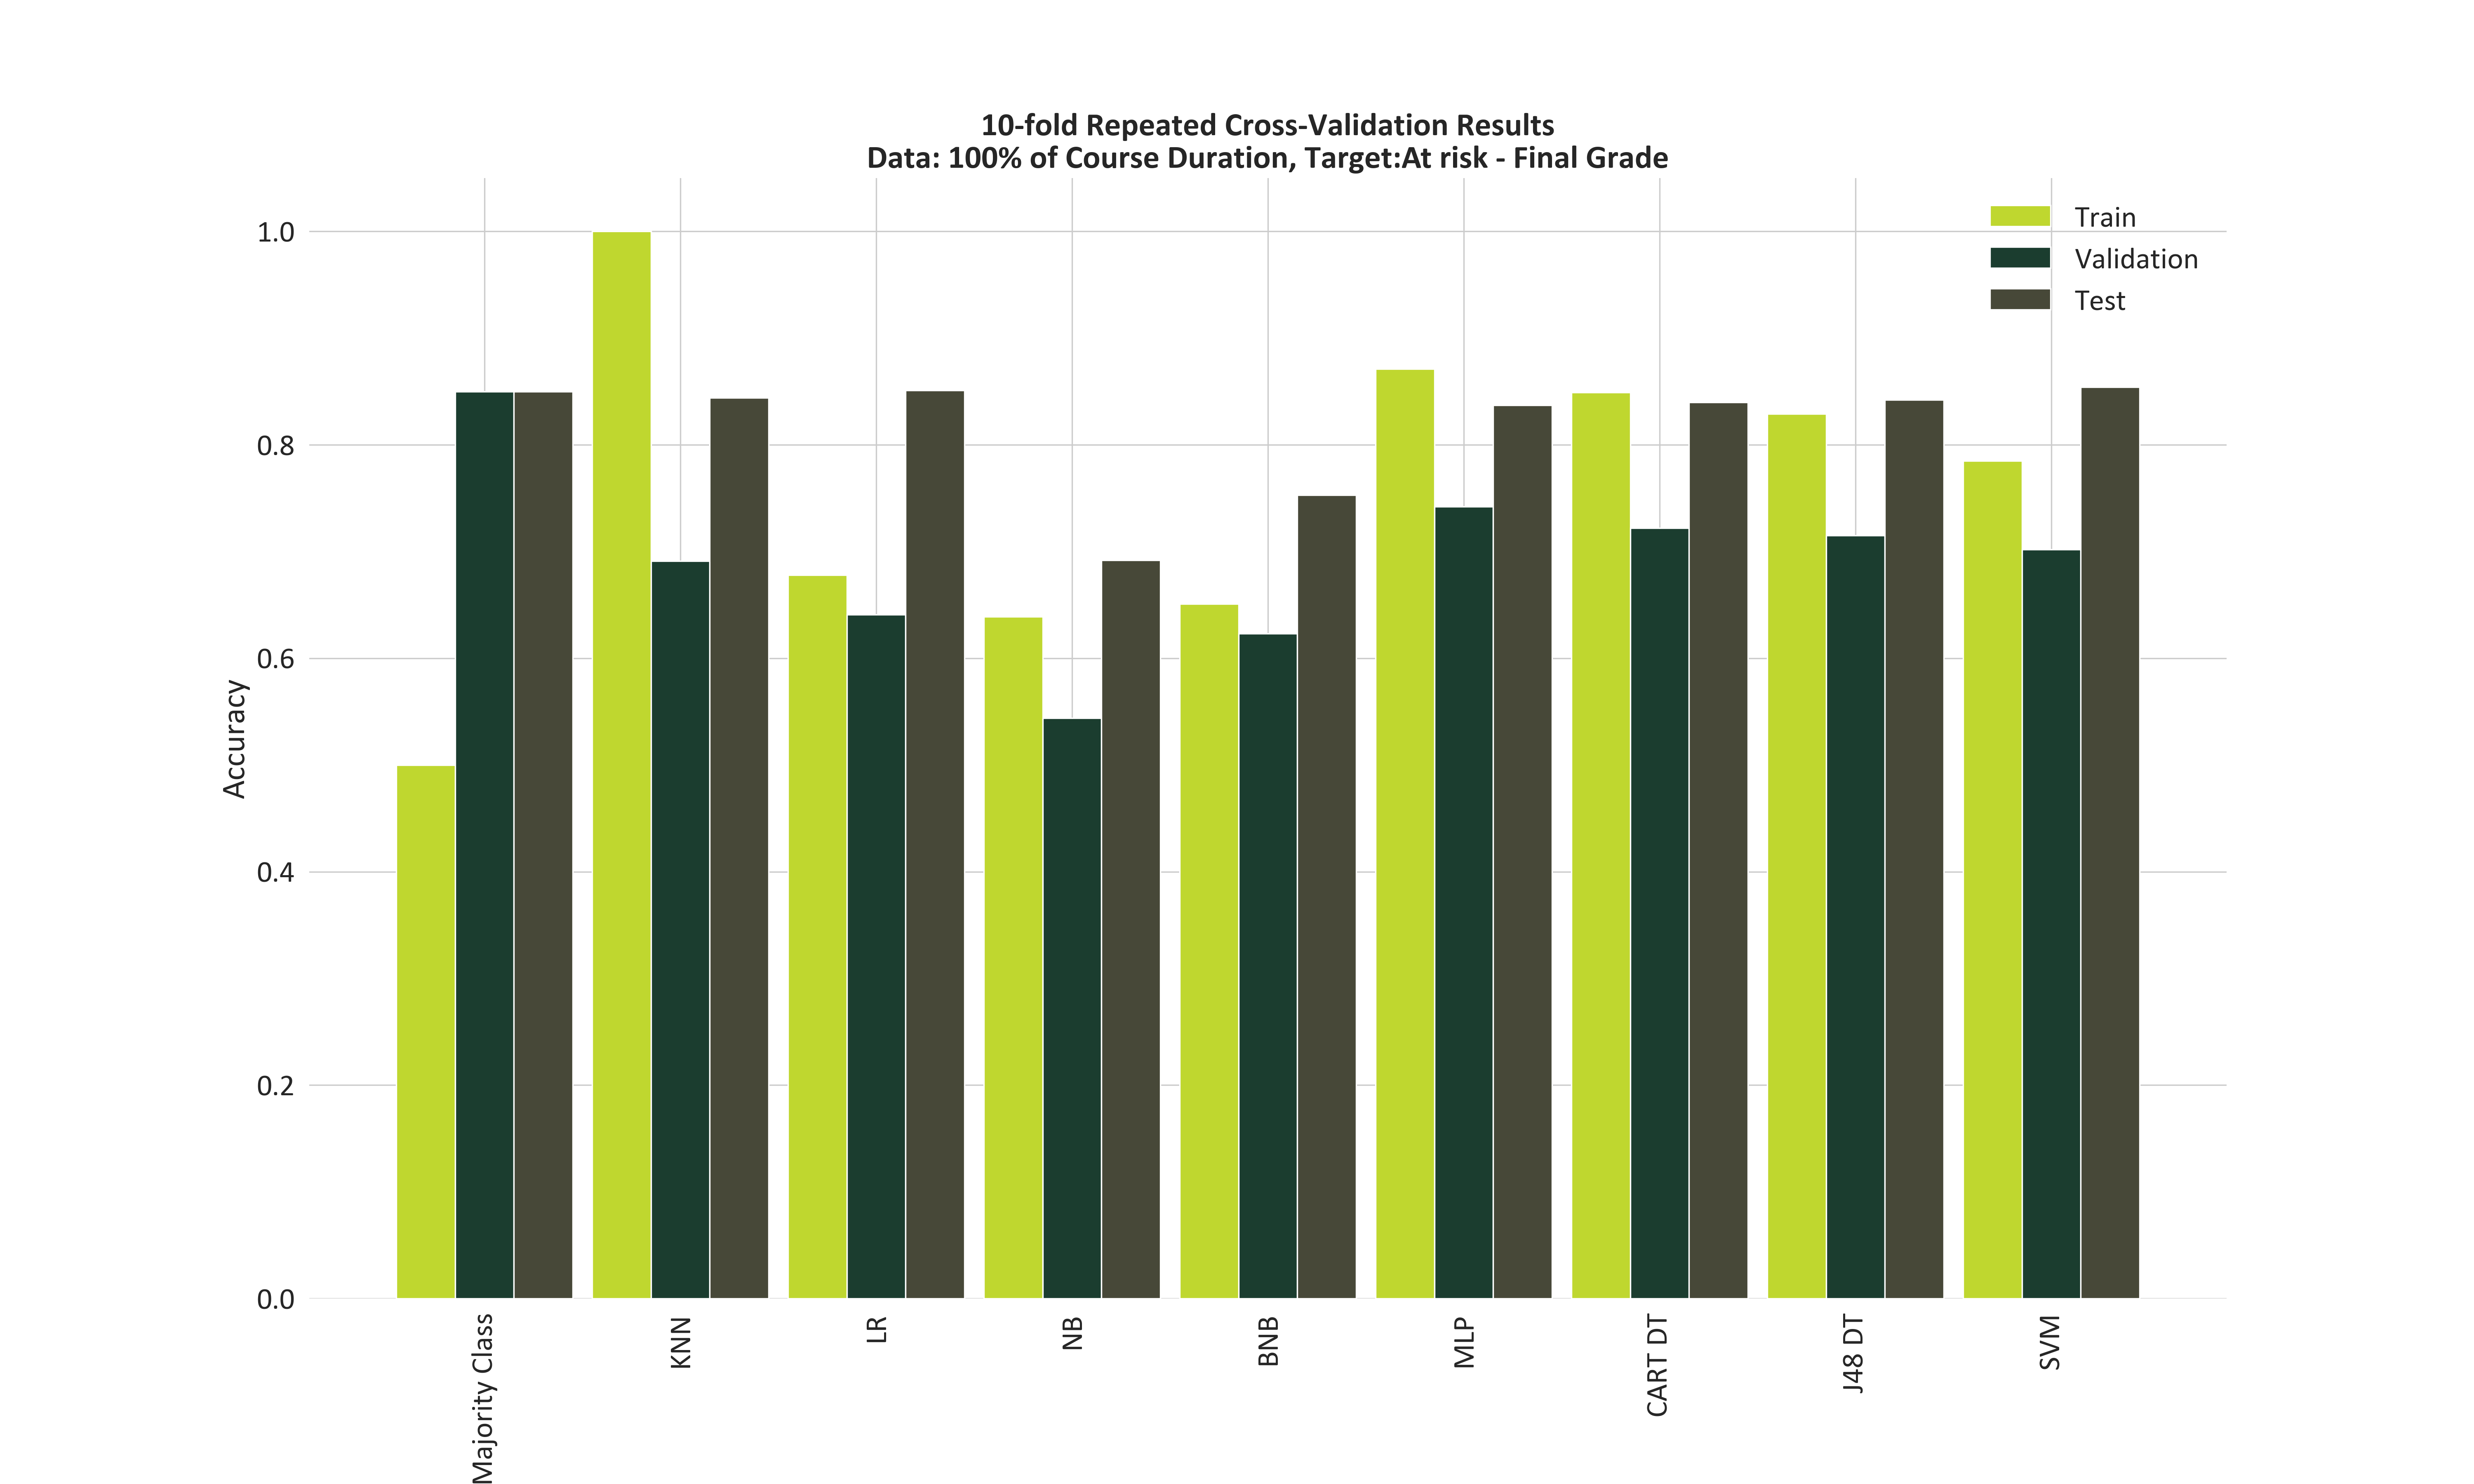 10-fold Repeated Cross-Validation Results
Data: 100% of Course Duration, Target:At risk - Final Grade
Train
Validation
Test
1.0
0.8
0.6
0.4
0.2
0.0
Accuracy
Majority Class
KNN
LR
NB
BNB
MLP
CART DT
J48 DT
SVM